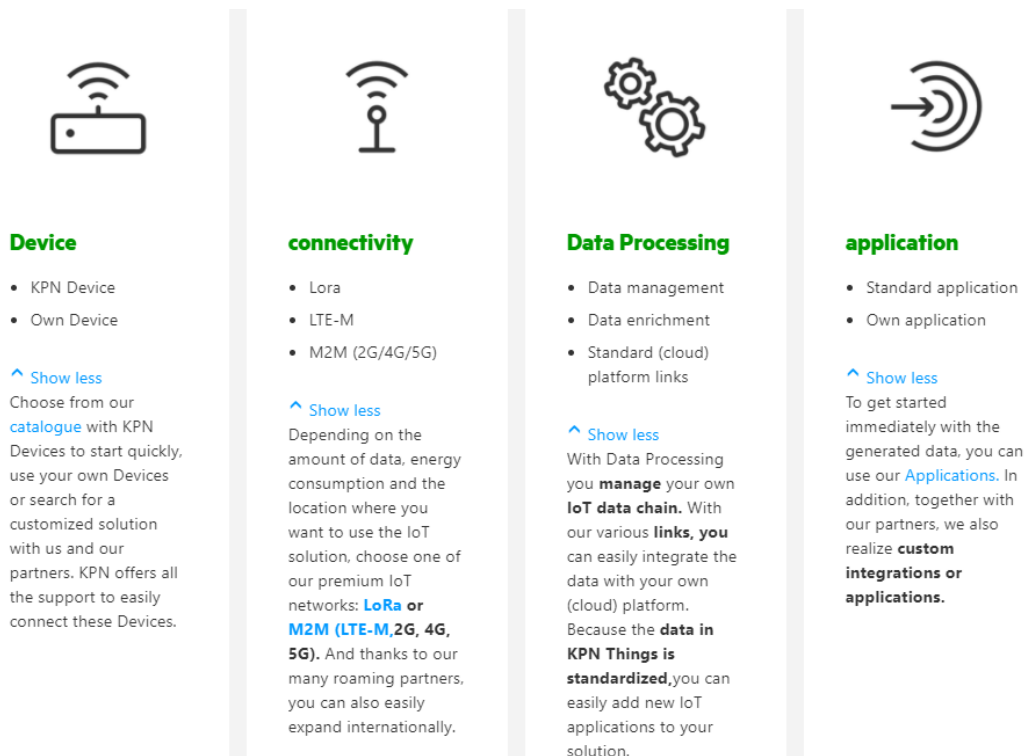 Device
• KPN Device
• Own Device
Show less
Choose from our
catalogue with KPN
Devices to start quickly,
use your own Devices
or search for a
customized solution
with us and our
partners. KPN offers all
the support to easily
connect these Devices.
connectivity
• Lora
• LTE-M
• M2M (2G/4G/5G)
Show less
Depending on the
amount of data, energy
consumption and the
location where you
want to use the IoT
solution, choose one of
our premium IoT
networks: LoRa or
M2M (LTE-M,2G, 4G,
5G). And thanks to our
many roaming partners,
you can also easily
expand internationally.
Data Processing
• Data management
• Data enrichment
• Standard (cloud)
platform links
Show less
With Data Processing
you manage your own
IoT data chain. With
our various links, you
can easily integrate the
data with your own
(cloud) platform.
Because the data in
KPN Things is
standardized,you can
easily add new IoT
applications to your
solution.
application
• Standard application
• Own application
Show less
To get started
immediately with the
generated data, you can
use our Applications. In
addition, together with
our partners, we also
realize custom
integrations or
applications.